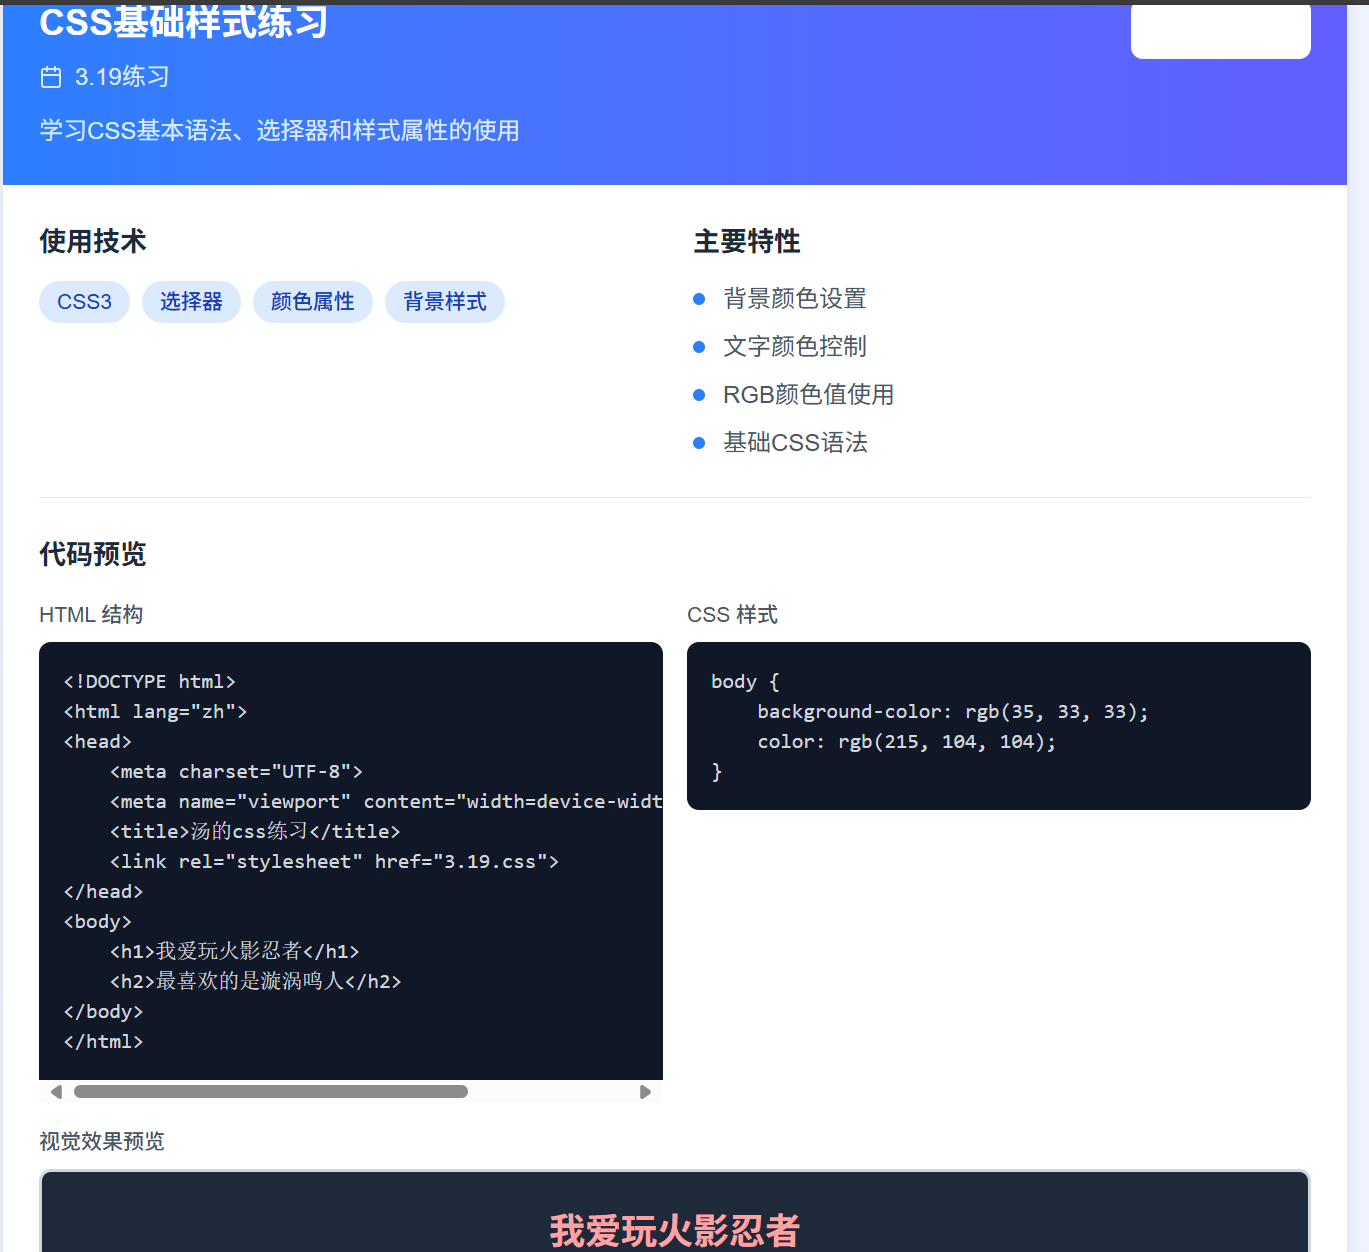 CSS基础样式练习
3.19练习
学习CSS基本语法、选择器和样式属性的使用
使用技术
CSS3 选择器 颜色属性 背景样式
主要特性
背景颜色设置
文字颜色控制
RGB颜色值使用
基础CSS语法
代码预览
HTML 结构
<!DOCTYPE html>
<html lang="zh">
<head>
    <meta charset="UTF-8">
    <meta name="viewport" content="width=device-widt
    <title>汤的css练习</title>
    <link rel="stylesheet" href="3.19.css">
</head>
<body>
    <h1>我爱玩火影忍者</h1>
    <h2>最喜欢的是漩涡鸣人</h2>
</body>
</html>
CSS 样式
body {
    background-color: rgb(35, 33, 33);
    color: rgb(215, 104, 104);
}
视觉效果预览
我爱玩火影忍者